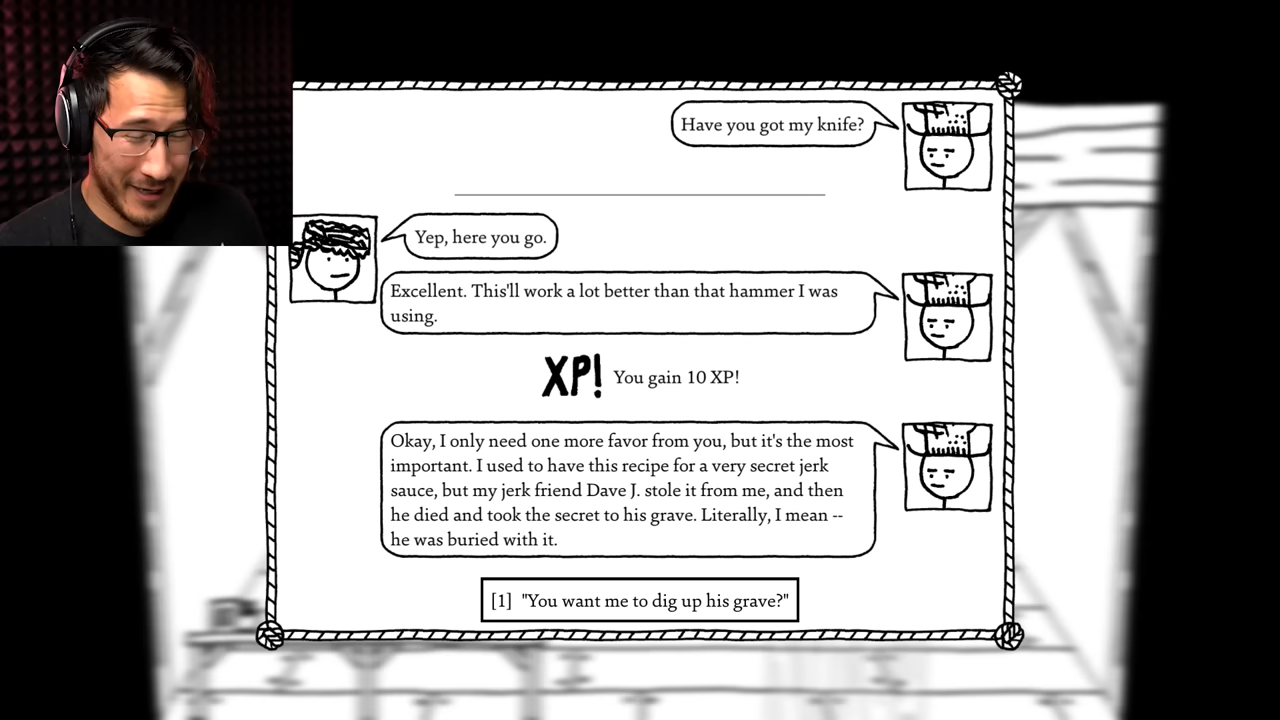 Have you got my knife?
Yep, here you go.
Excellent. This'll work a lot better than that hammer I was
using.
XP! You gain 10 XP!
Okay, I only need one more favor from you, but it's the most
important. I used to have this recipe for a very secret jerk
sauce, but my jerk friend Dave J. stole it from me, and then
he died and took the secret to his grave. Literally, I mean --
he was buried with it.
[1] "You want me to dig up his grave?"